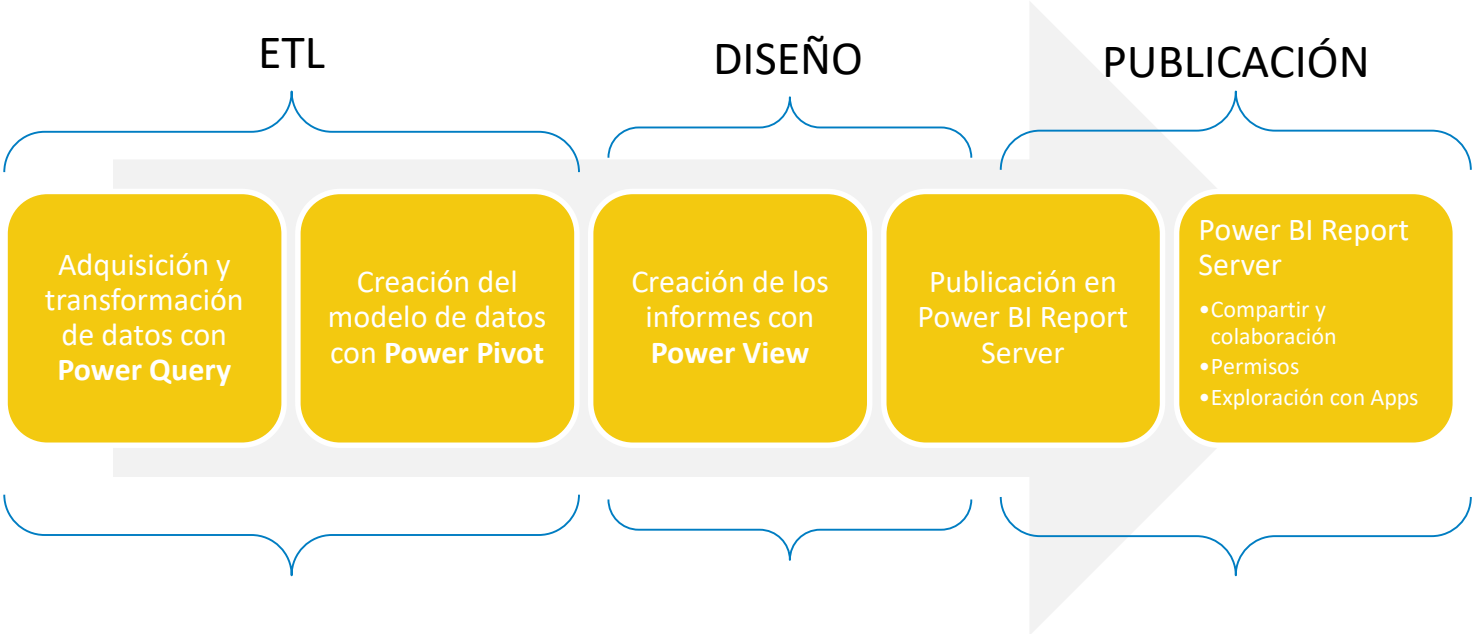 ETL
DISEÑO
PUBLICACIÓN
Adquisición y
transformación
de datos con
Power Query
Creación del
modelo de datos
con Power Pivot
Creación de los
informes con
Power View
Publicación en
Power BI Report
Server
Power BI Report
Server
•Compartir y
colaboración
•Permisos
•Exploración con Apps